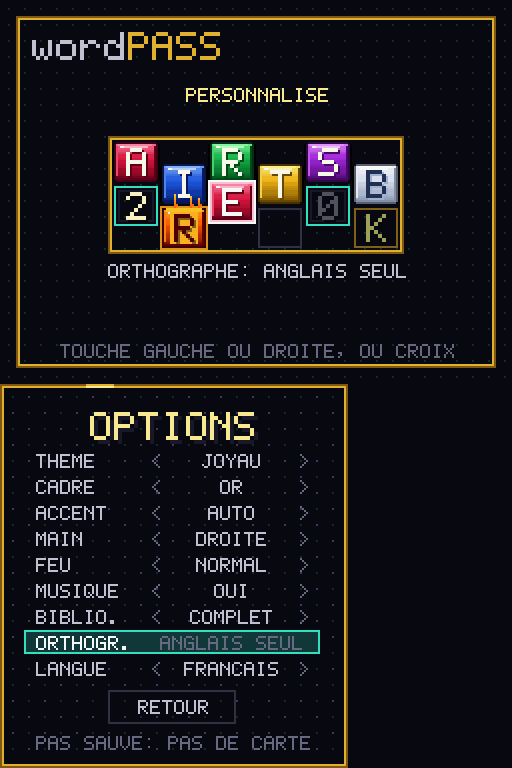 wordPASS
PERSONNALISE
A I R T S B
2 R E 0 K
ORTHOGRAPHE: ANGLAIS SEUL
TOUCHE GAUCHE OU DROITE, OU CROIX
OPTIONS
THEME < JOYAU >
CADRE < OR >
ACCENT < AUTO >
MAIN < DROITE >
FEU < NORMAL >
MUSIQUE < OUI >
BIBLIO. < COMPLET >
ORTHOGR. ANGLAIS SEUL
LANGUE < FRANCAIS >
RETOUR
PAS SAUVE: PAS DE CARTE